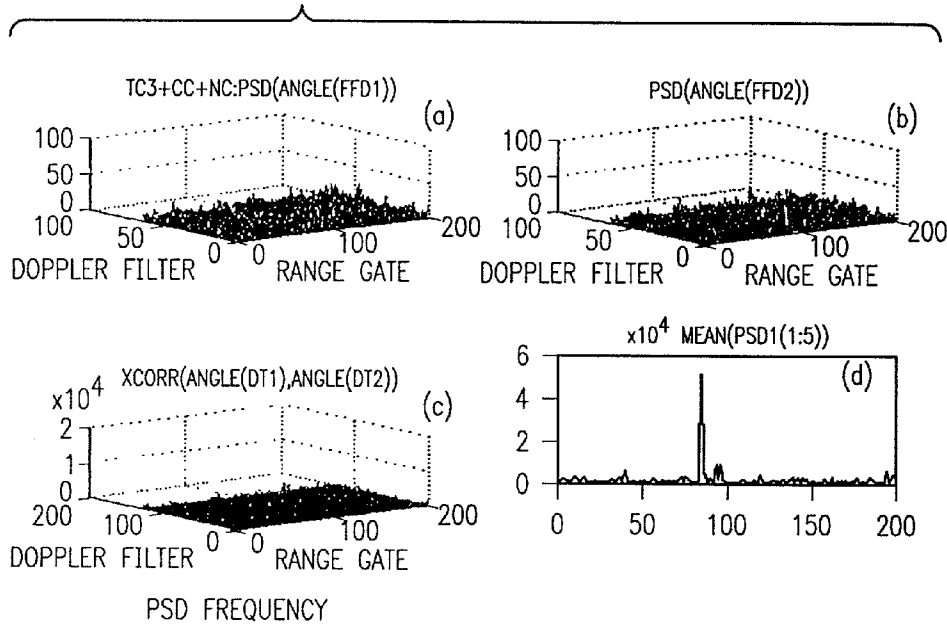 TC3+CC+NC:PSD(ANGLE(FFD1))
(a)
100
50
0
100
50
0
0
100
200
DOPPLER FILTER
RANGE GATE
PSD(ANGLE(FFD2))
(b)
100
50
0
100
50
0
0
100
200
DOPPLER FILTER
RANGE GATE
XCORR(ANGLE(DT1),ANGLE(DT2))
(c)
x10^4
2
1
0
200
100
0
0
100
200
DOPPLER FILTER
RANGE GATE
PSD FREQUENCY
x10^4 MEAN(PSD1(1:5))
(d)
6
4
2
0
0
50
100
150
200